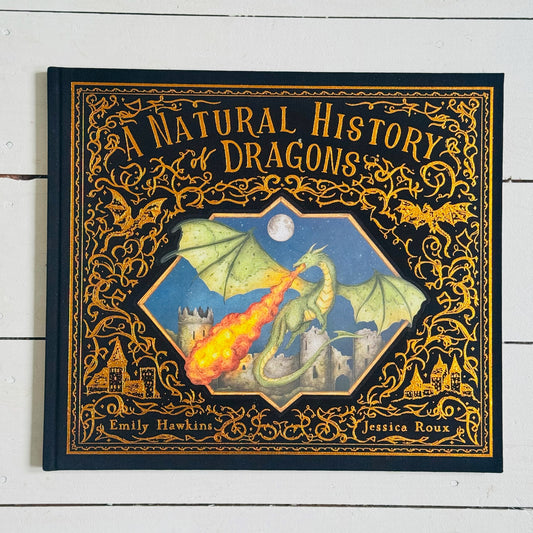 A NATURAL HISTORY
of DRAGONS
Emily Hawkins
Jessica Roux